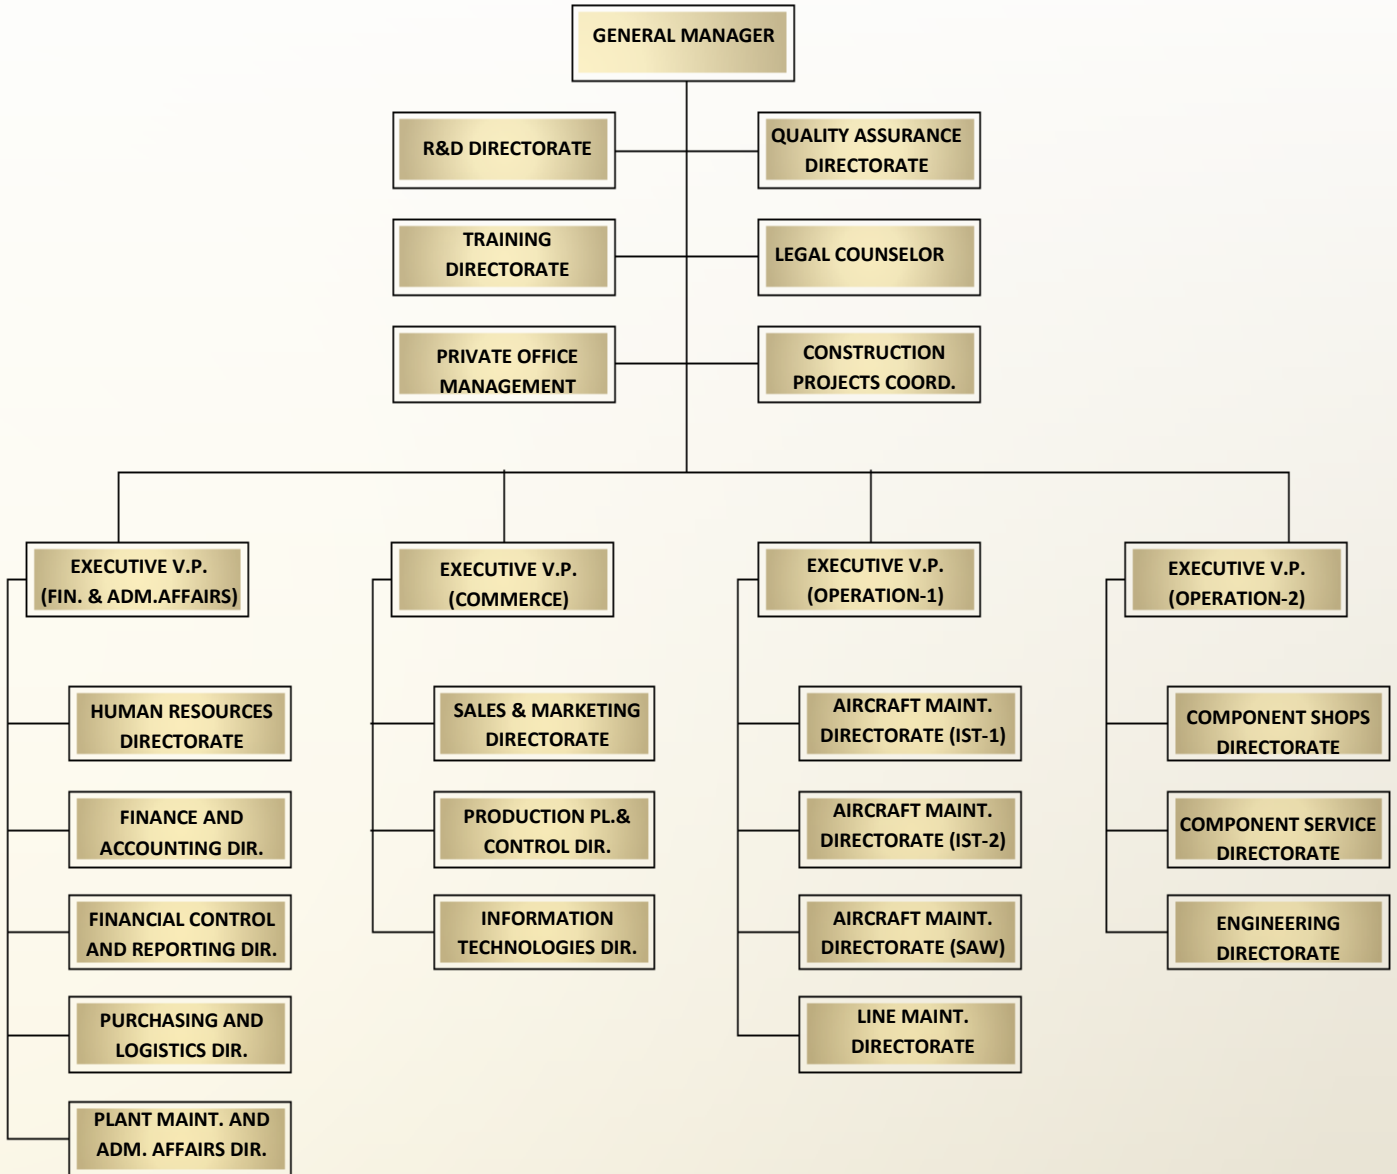 GENERAL MANAGER
R&D DIRECTORATE
QUALITY ASSURANCE
DIRECTORATE
TRAINING
DIRECTORATE
LEGAL COUNSELOR
PRIVATE OFFICE
MANAGEMENT
CONSTRUCTION
PROJECTS COORD.
EXECUTIVE V.P.
(FIN. & ADM.AFFAIRS)
EXECUTIVE V.P.
(COMMERCE)
EXECUTIVE V.P.
(OPERATION-1)
EXECUTIVE V.P.
(OPERATION-2)
HUMAN RESOURCES
DIRECTORATE
SALES & MARKETING
DIRECTORATE
AIRCRAFT MAINT.
DIRECTORATE (IST-1)
COMPONENT SHOPS
DIRECTORATE
FINANCE AND
ACCOUNTING DIR.
PRODUCTION PL.&
CONTROL DIR.
AIRCRAFT MAINT.
DIRECTORATE (IST-2)
COMPONENT SERVICE
DIRECTORATE
FINANCIAL CONTROL
AND REPORTING DIR.
INFORMATION
TECHNOLOGIES DIR.
AIRCRAFT MAINT.
DIRECTORATE (SAW)
ENGINEERING
DIRECTORATE
PURCHASING AND
LOGISTICS DIR.
LINE MAINT.
DIRECTORATE
PLANT MAINT. AND
ADM. AFFAIRS DIR.